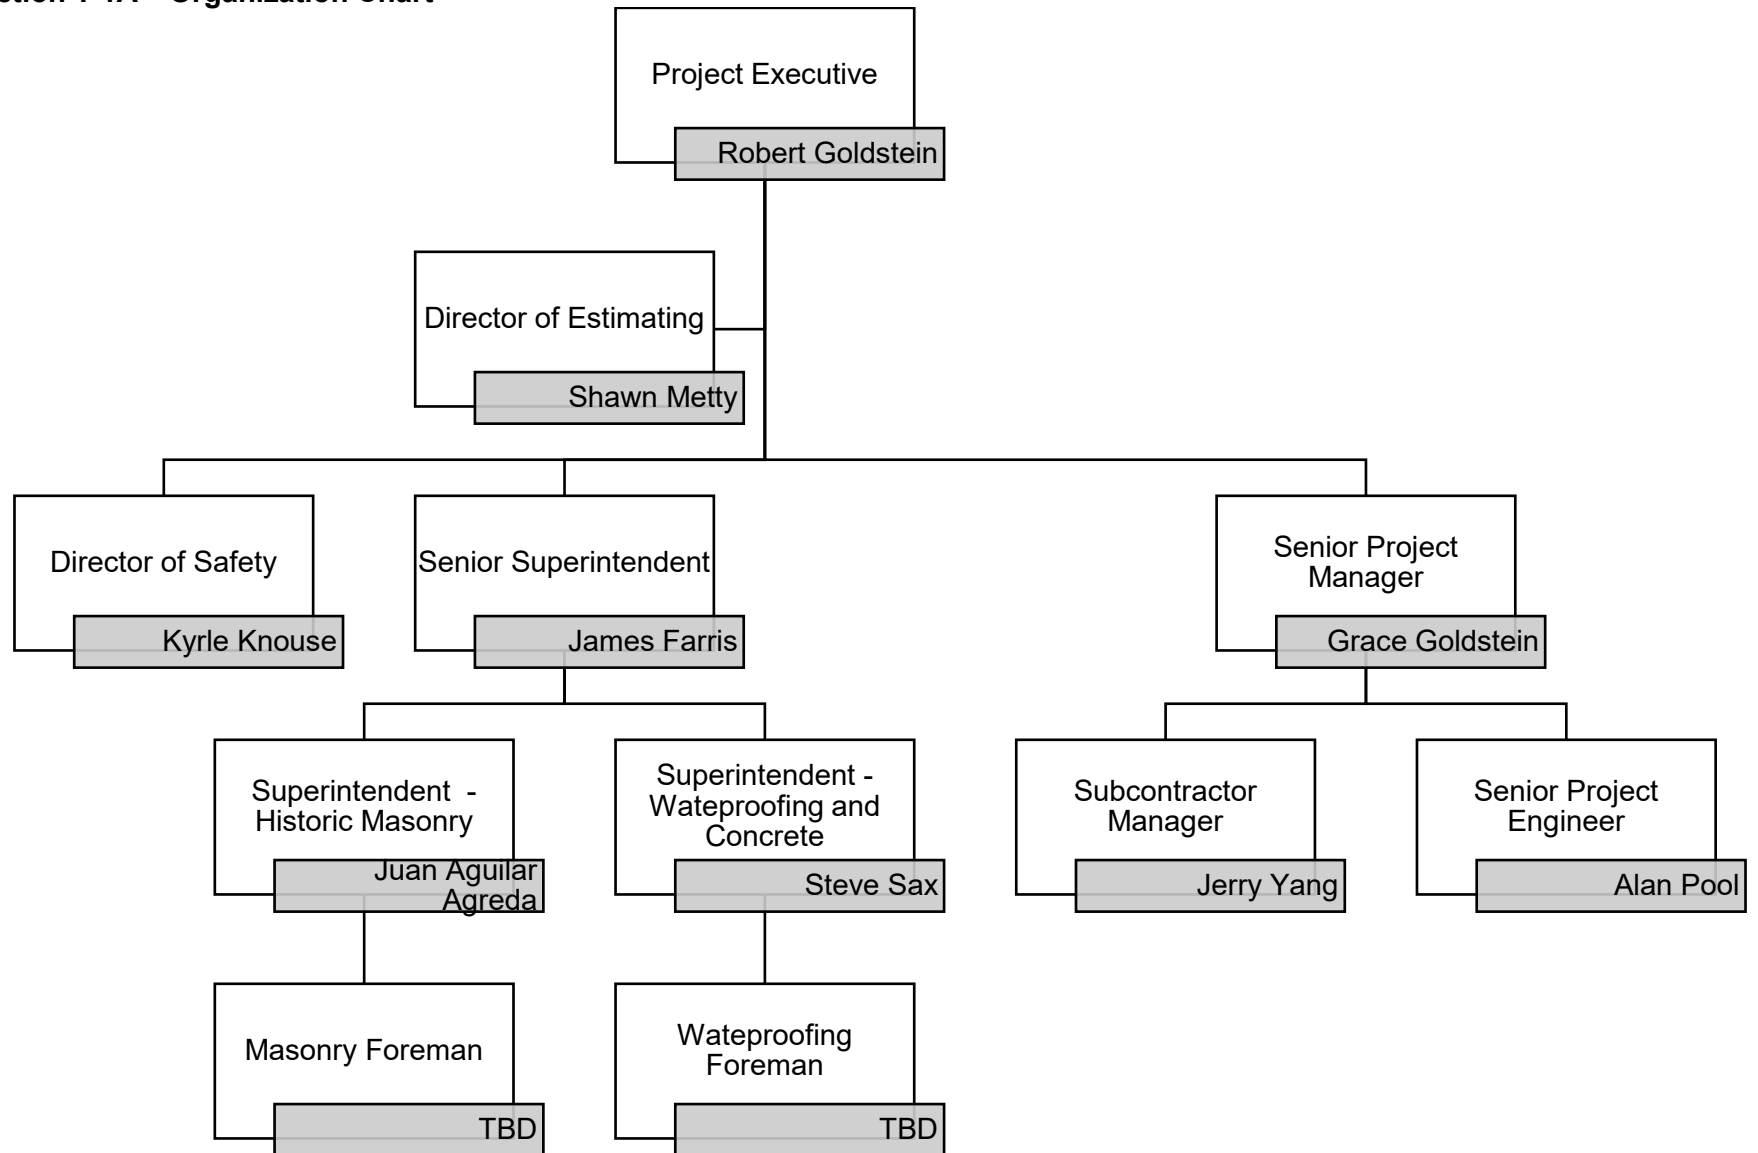 Organization Chart
Project Executive
Robert Goldstein
Director of Estimating
Shawn Metty
Director of Safety
Kyrle Knouse
Senior Superintendent
James Farris
Senior Project
Manager
Grace Goldstein
Superintendent -
Historic Masonry
Juan Aguilar
Agreda
Superintendent -
Wateproofing and
Concrete
Steve Sax
Subcontractor
Manager
Jerry Yang
Senior Project
Engineer
Alan Pool
Masonry Foreman
TBD
Wateproofing
Foreman
TBD